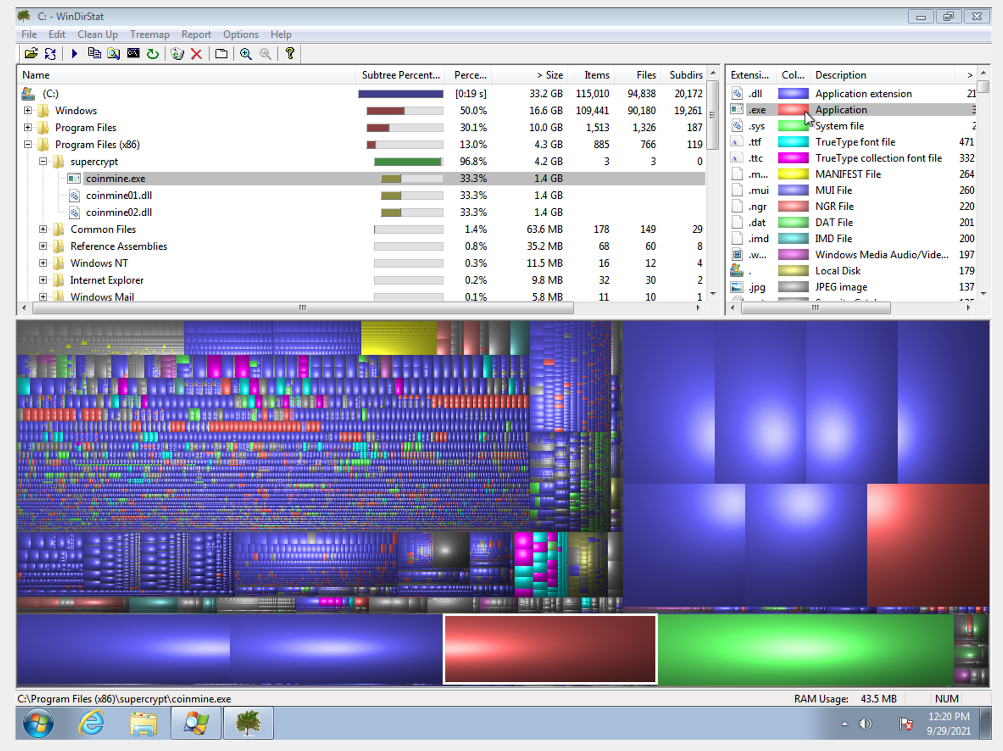 C: - WinDirStat
File Edit Clean Up Treemap Report Options Help
Name Subtree Percent... Perce... > Size Items Files Subdirs
(C:) [0:19 s] 33.2 GB 115,010 94,838 20,172
Windows 50.0% 16.6 GB 109,441 90,180 19,261
Program Files 30.1% 10.0 GB 1,513 1,326 187
Program Files (x86) 13.0% 4.3 GB 885 766 119
supercrypt 96.8% 4.2 GB 3 3 0
coinmine.exe 33.3% 1.4 GB
coinmine01.dll 33.3% 1.4 GB
coinmine02.dll 33.3% 1.4 GB
Common Files 1.4% 63.6 MB 178 149 29
Reference Assemblies 0.8% 35.2 MB 68 60 8
Windows NT 0.3% 11.5 MB 16 12 4
Internet Explorer 0.2% 9.8 MB 32 30 2
Windows Mail 0.1% 5.8 MB 11 10 1
Extensi... Col... Description >
.dll Application extension 21
.exe Application
.sys System file
.ttf TrueType font file 471
.ttc TrueType collection font file 332
.m... MANIFEST File 264
.mui MUI File 260
.ngr NGR File 220
.dat DAT File 201
.imd IMD File 200
.w... Windows Media Audio/Vide... 197
. Local Disk 179
.jpg JPEG image 137
C:\Program Files (x86)\supercrypt\coinmine.exe
RAM Usage: 43.5 MB NUM
12:20 PM
9/29/2021